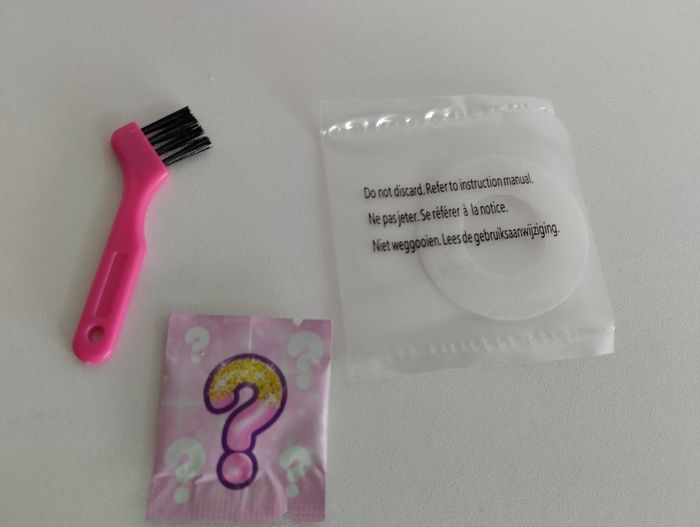 Do not discard. Refer to instruction manual.
Ne pas jeter. Se référer à la notice.
Niet weggooien. Lees de gebruiksaanwijziging.
?